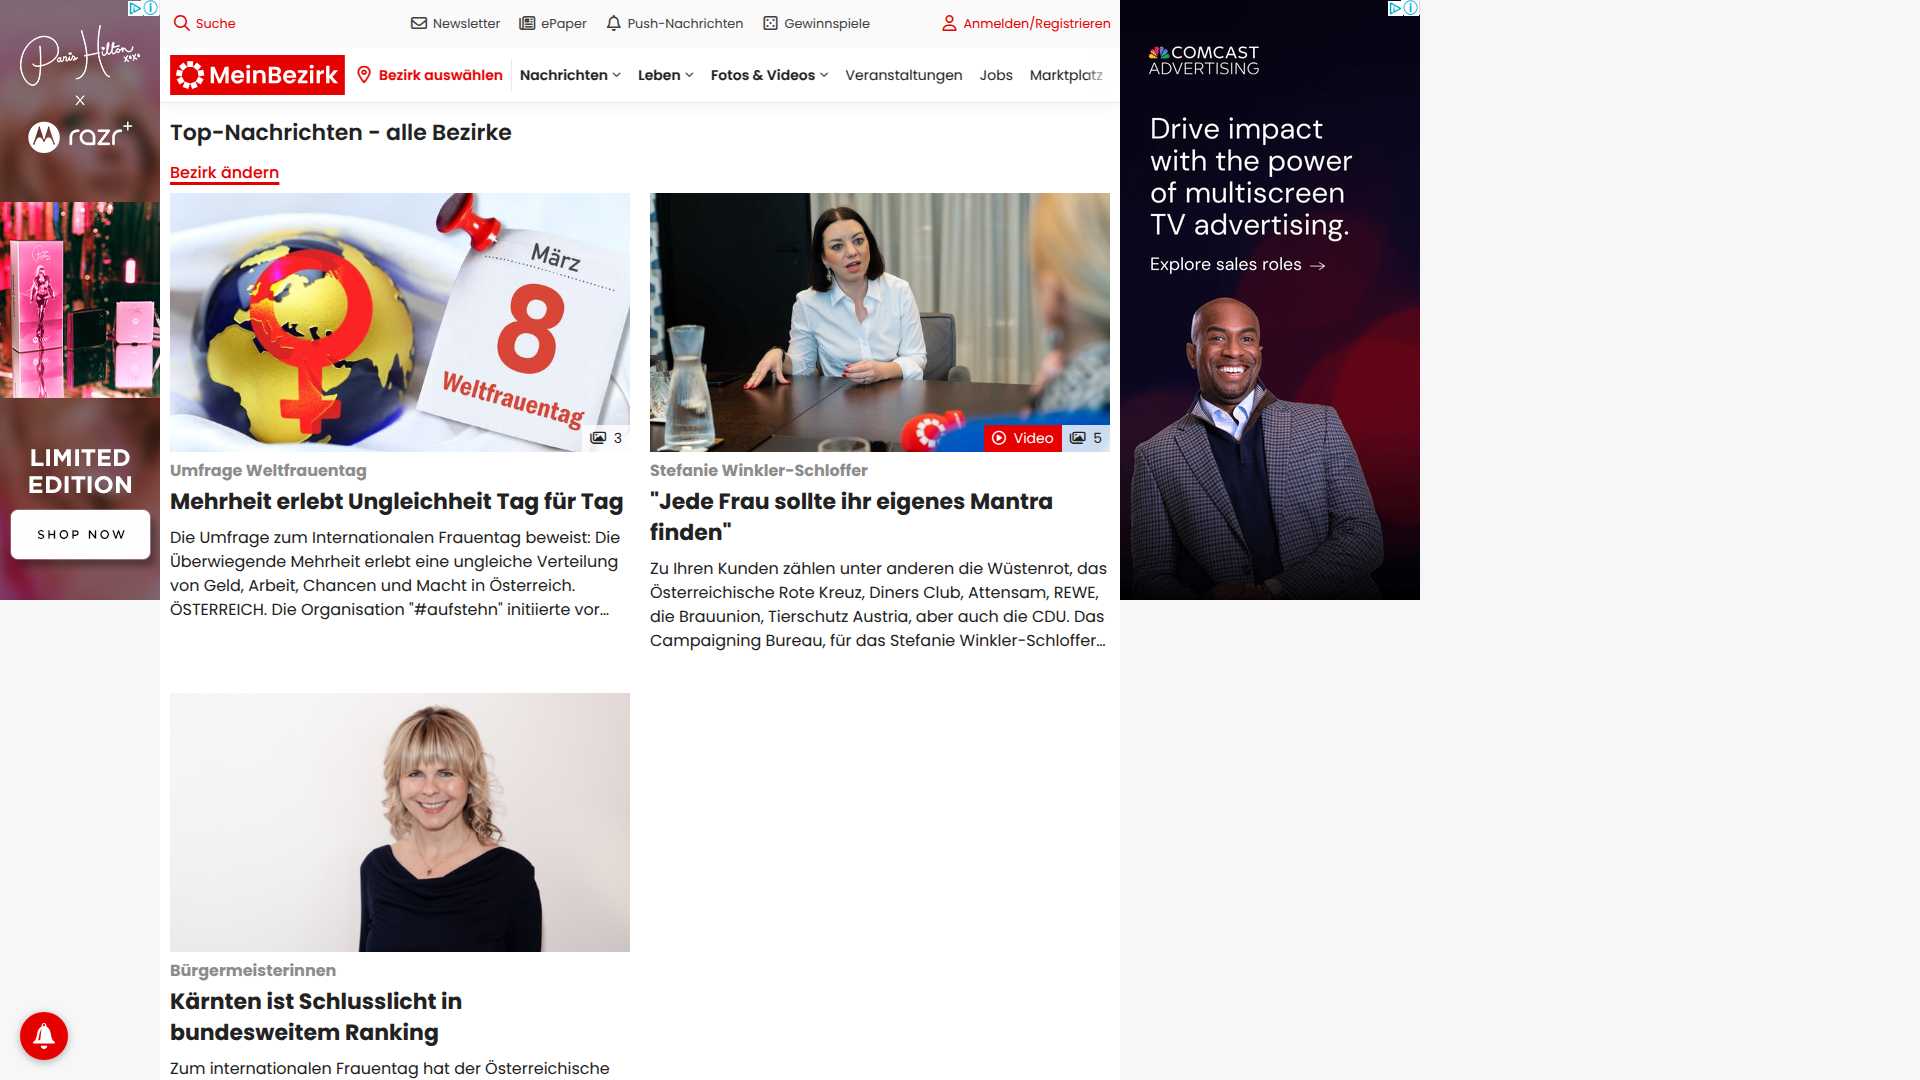 Suche
Newsletter
ePaper
Push-Nachrichten
Gewinnspiele
Anmelden/Registrieren
MeinBezirk
Bezirk auswählen
Nachrichten
Leben
Fotos & Videos
Veranstaltungen
Jobs
Marktplatz
Top-Nachrichten - alle Bezirke
Bezirk ändern
März
8
Weltfrauentag
3
Umfrage Weltfrauentag
Mehrheit erlebt Ungleichheit Tag für Tag
Die Umfrage zum Internationalen Frauentag beweist: Die
Überwiegende Mehrheit erlebt eine ungleiche Verteilung
von Geld, Arbeit, Chancen und Macht in Österreich.
ÖSTERREICH. Die Organisation "#aufstehn" initiierte vor...
Video
5
Stefanie Winkler-Schloffer
"Jede Frau sollte ihr eigenes Mantra
finden"
Zu Ihren Kunden zählen unter anderen die Wüstenrot, das
Österreichische Rote Kreuz, Diners Club, Attensam, REWE,
die Brauunion, Tierschutz Austria, aber auch die CDU. Das
Campaigning Bureau, für das Stefanie Winkler-Schloffer...
Bürgermeisterinnen
Kärnten ist Schlusslicht in
bundesweitem Ranking
Zum internationalen Frauentag hat der Österreichische
Paris Hilton
xoxo
X
razr+
LIMITED
EDITION
SHOP NOW
COMCAST
ADVERTISING
Drive impact
with the power
of multiscreen
TV advertising.
Explore sales roles →